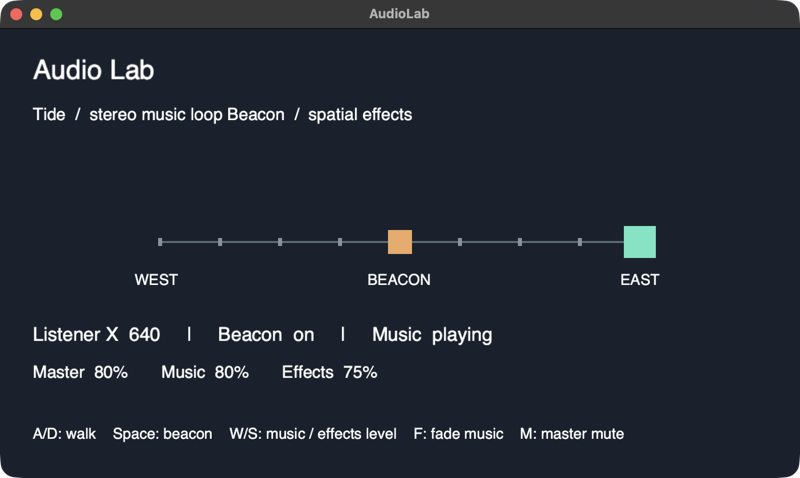 AudioLab
Audio Lab
Tide / stereo music loop Beacon / spatial effects
WEST BEACON EAST
Listener X 640 | Beacon on | Music playing
Master 80% Music 80% Effects 75%
A/D: walk Space: beacon W/S: music / effects level F: fade music M: master mute